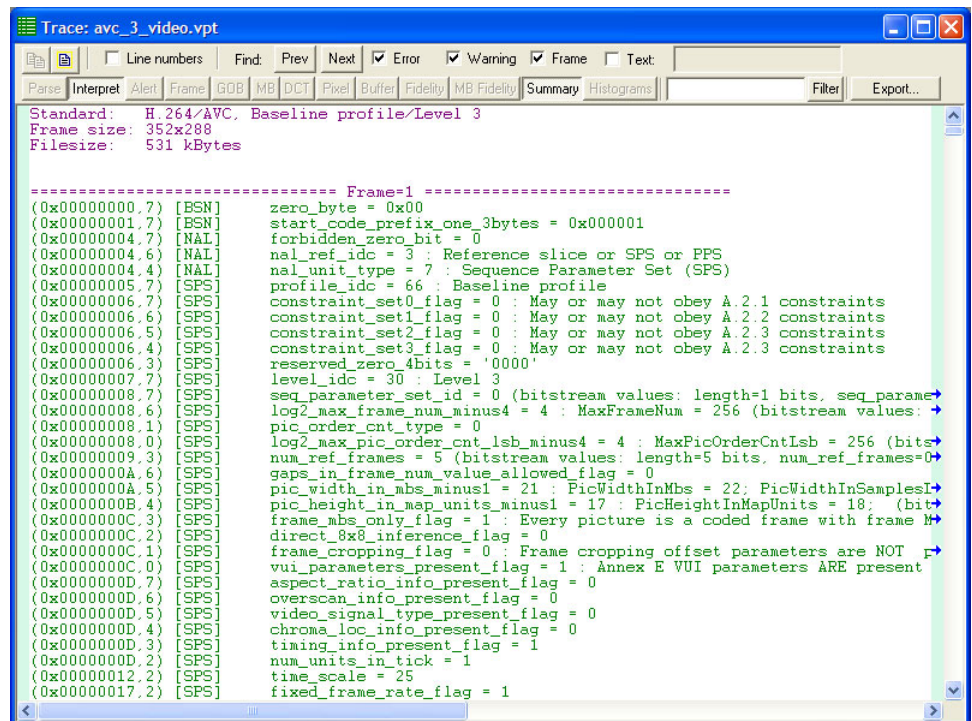 Trace: avc_3_video.vpt
Line numbers Find: Prev Next Error Warning Frame Text:
Parse Interpret Alert Frame GOB MB DCT Pixel Buffer Fidelity MB Fidelity Summary Histograms Filter Export...
Standard: H.264/AVC, Baseline profile/Level 3
Frame size: 352x288
Filesize: 531 kBytes
================================ Frame=1 ================================
(0x00000000,7) [BSN] zero_byte = 0x00
(0x00000001,7) [BSN] start_code_prefix_one_3bytes = 0x000001
(0x00000004,7) [NAL] forbidden_zero_bit = 0
(0x00000004,6) [NAL] nal_ref_idc = 3 : Reference slice or SPS or PPS
(0x00000004,4) [NAL] nal_unit_type = 7 : Sequence Parameter Set (SPS)
(0x00000005,7) [SPS] profile_idc = 66 : Baseline profile
(0x00000006,7) [SPS] constraint_set0_flag = 0 : May or may not obey A.2.1 constraints
(0x00000006,6) [SPS] constraint_set1_flag = 0 : May or may not obey A.2.2 constraints
(0x00000006,5) [SPS] constraint_set2_flag = 0 : May or may not obey A.2.3 constraints
(0x00000006,4) [SPS] constraint_set3_flag = 0 : May or may not obey A.2.3 constraints
(0x00000006,3) [SPS] reserved_zero_4bits = '0000'
(0x00000007,7) [SPS] level_idc = 30 : Level 3
(0x00000008,7) [SPS] seq_parameter_set_id = 0 (bitstream values: length=1 bits, seq_parame
(0x00000008,6) [SPS] log2_max_frame_num_minus4 = 4 : MaxFrameNum = 256 (bitstream values:
(0x00000008,1) [SPS] pic_order_cnt_type = 0
(0x00000008,0) [SPS] log2_max_pic_order_cnt_lsb_minus4 = 4 : MaxPicOrderCntLsb = 256 (bits
(0x00000009,3) [SPS] num_ref_frames = 5 (bitstream values: length=5 bits, num_ref_frames=0
(0x0000000A,6) [SPS] gaps_in_frame_num_value_allowed_flag = 0
(0x0000000A,5) [SPS] pic_width_in_mbs_minus1 = 21 : PicWidthInMbs = 22; PicWidthInSamplesL
(0x0000000B,4) [SPS] pic_height_in_map_units_minus1 = 17 : PicHeightInMapUnits = 18; (bit
(0x0000000C,3) [SPS] frame_mbs_only_flag = 1 : Every picture is a coded frame with frame M
(0x0000000C,2) [SPS] direct_8x8_inference_flag = 0
(0x0000000C,1) [SPS] frame_cropping_flag = 0 : Frame cropping offset parameters are NOT p
(0x0000000C,0) [SPS] vui_parameters_present_flag = 1 : Annex E VUI parameters ARE present
(0x0000000D,7) [SPS] aspect_ratio_info_present_flag = 0
(0x0000000D,6) [SPS] overscan_info_present_flag = 0
(0x0000000D,5) [SPS] video_signal_type_present_flag = 0
(0x0000000D,4) [SPS] chroma_loc_info_present_flag = 0
(0x0000000D,3) [SPS] timing_info_present_flag = 1
(0x0000000D,2) [SPS] num_units_in_tick = 1
(0x00000012,2) [SPS] time_scale = 25
(0x00000017,2) [SPS] fixed_frame_rate_flag = 1